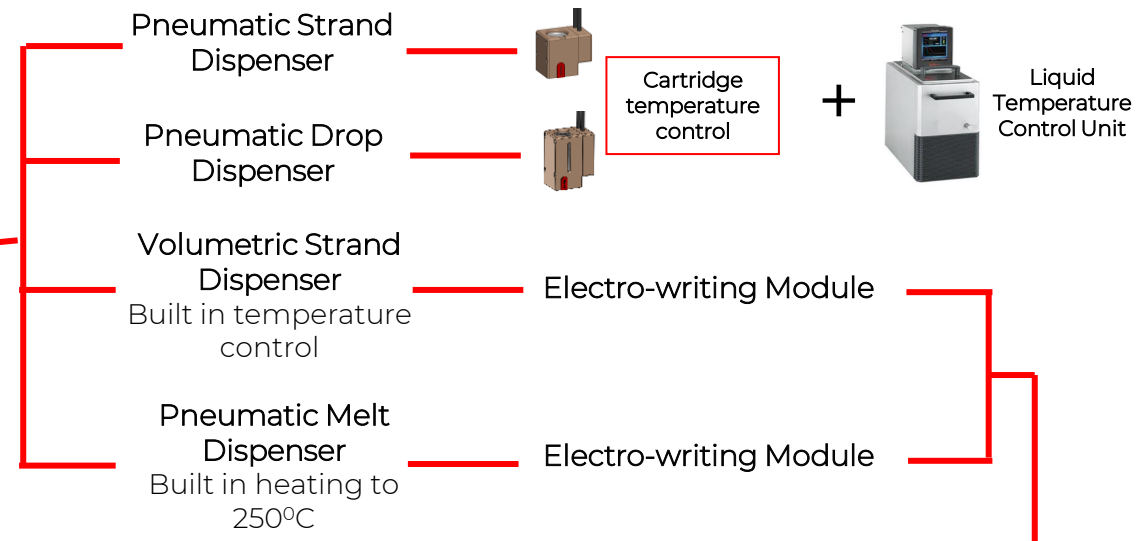 Pneumatic Strand
Dispenser
Cartridge
temperature
control
+
Liquid
Temperature
Control Unit
Pneumatic Drop
Dispenser
Volumetric Strand
Dispenser
Built in temperature
control
Electro-writing Module
Pneumatic Melt
Dispenser
Built in heating to
250⁰C
Electro-writing Module